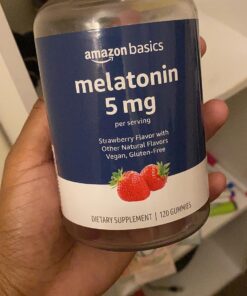 amazon basics
melatonin
5 mg
per serving
Strawberry Flavor with
Other Natural Flavors
Vegan, Gluten-Free
DIETARY SUPPLEMENT | 120 GUMMIES